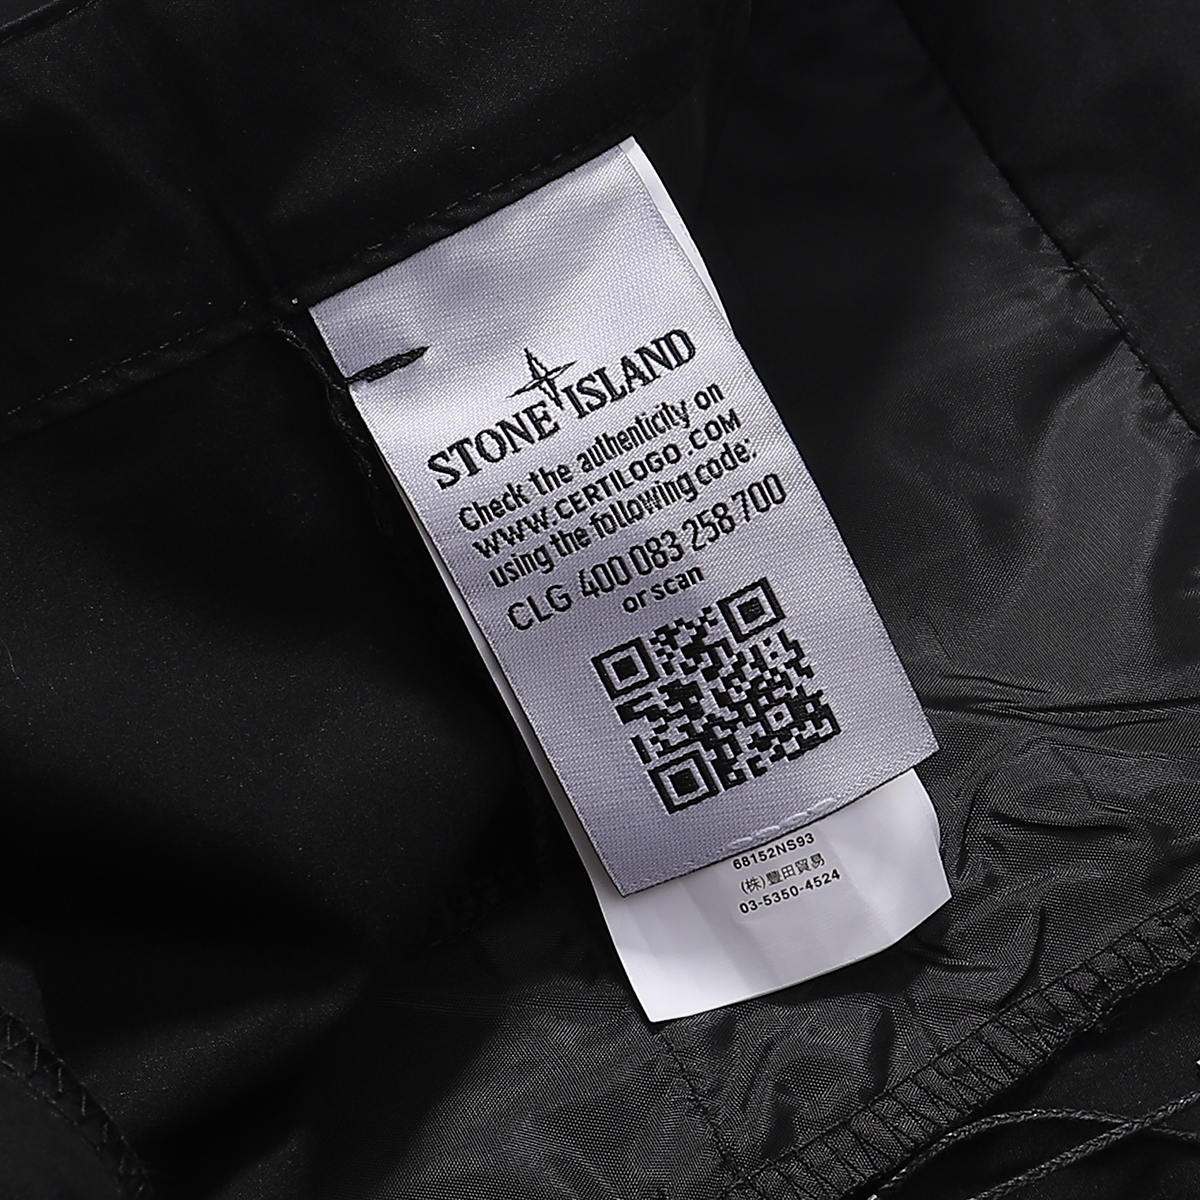 STONE ISLAND
Check the authenticity on
WWW.CERTILOGO.COM
using the following code:
CLG 400 083 258 700
or scan
68152NS93
(株)豊田貿易
03-5350-4524